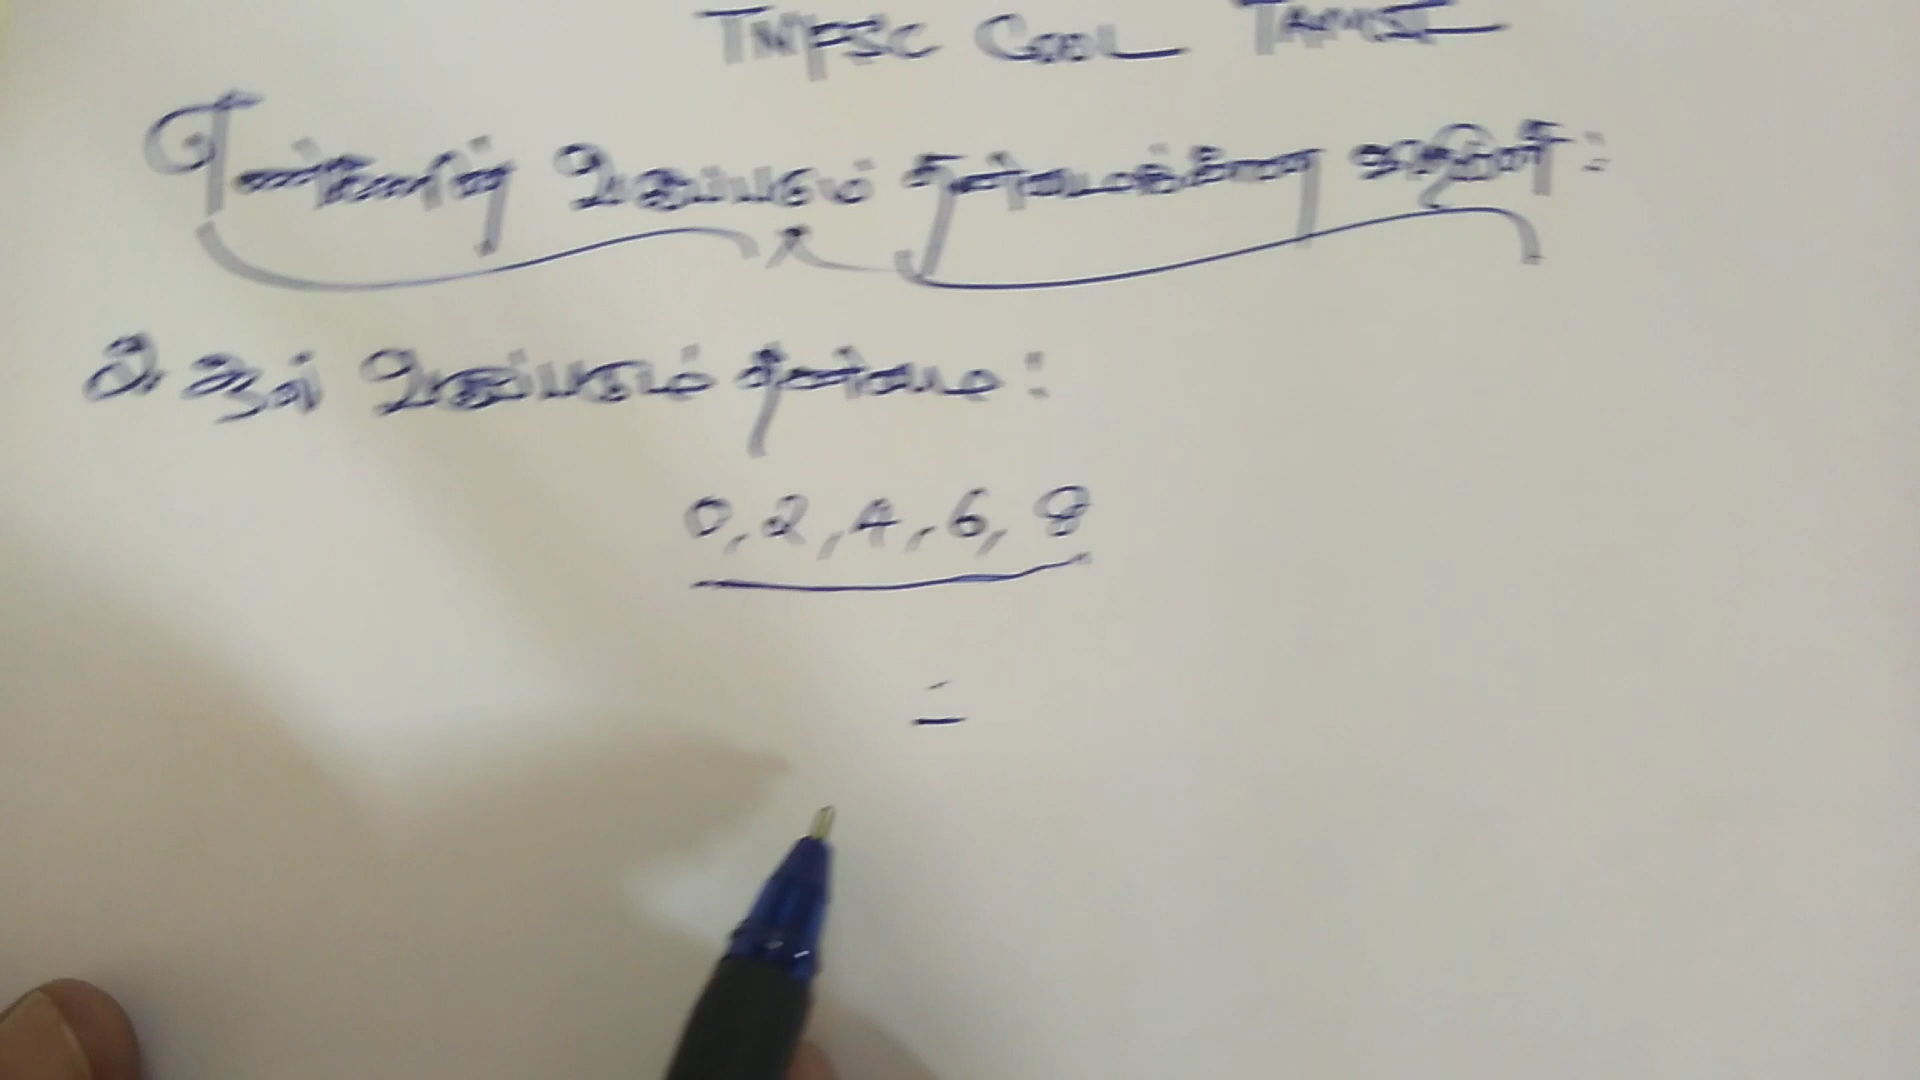 TNPSC COOL TAMIL
எண்களின் வகுபடும் தன்மைக்கான விதிகள்:
2 ஆல் வகுபடும் தன்மை:
0, 2, 4, 6, 8
=